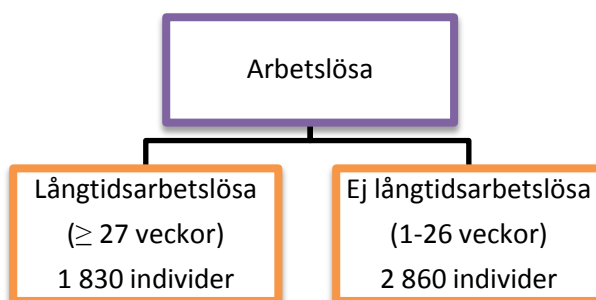 Arbetslösa
Långtidsarbetslösa
(≥ 27 veckor)
1 830 individer
Ej långtidsarbetslösa
(1-26 veckor)
2 860 individer